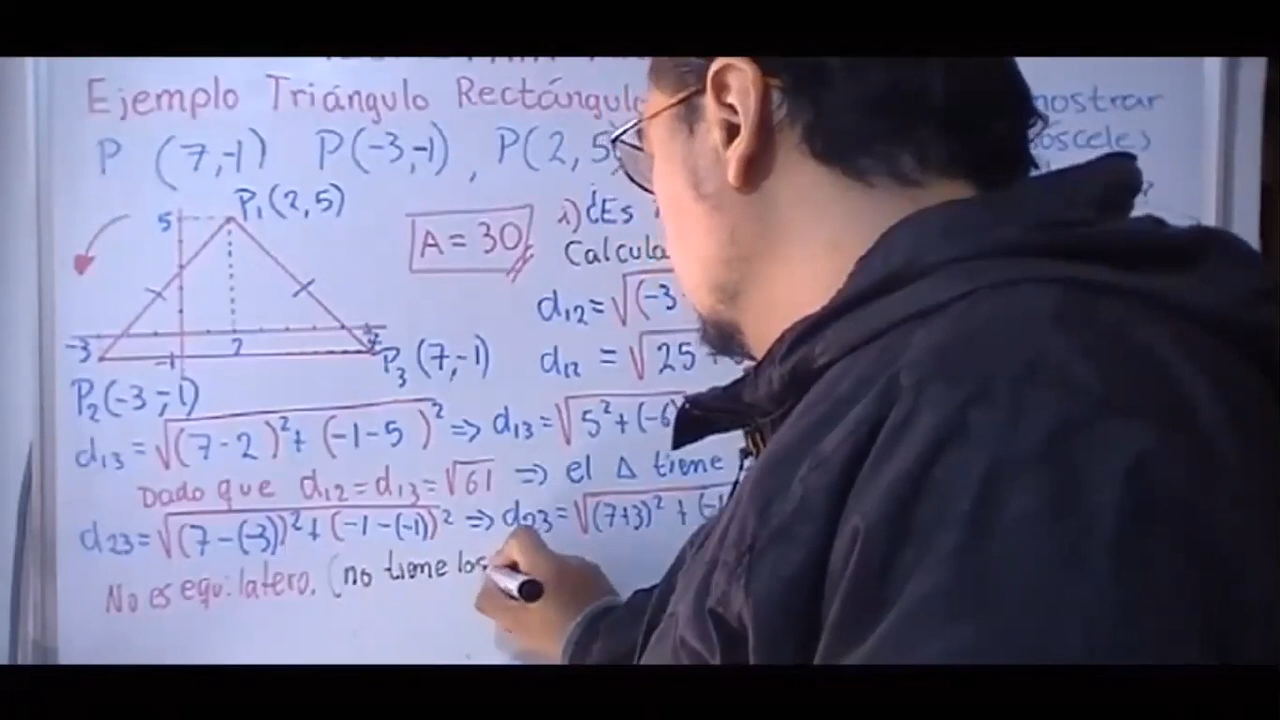 Ejemplo Triángulo Rectángulo mostrar
P (7,-1) P(-3,-1), P(2,5 ósceles
5 P₁(2,5)
A = 30
i) ¿Es
Calcula
d₁₂=√(-3
-3 2 7
-1 P₃(7,-1)
d₁₂ = √25 +
P₂(-3,-1)
d₁₃=√(7-2)²+(-1-5)² => d₁₃=√5²+(-6)
Dado que d₁₂=d₁₃=√61 => el Δ tiene
d₂₃=√(7-(-3))²+(-1-(-1))² => d₂₃=√(7+3)²+(-1
No es equilatero. (no tiene los